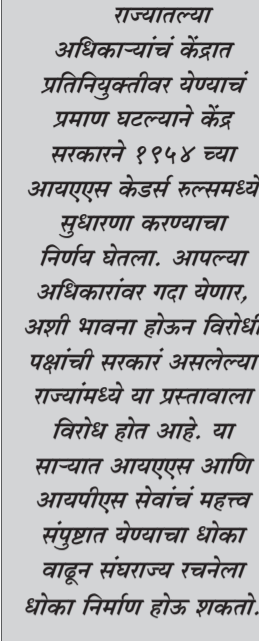 राज्यातल्या
अधिकाऱ्यांचं केंद्रात
प्रतिनियुक्तीवर येण्याचं
प्रमाण घटल्याने केंद्र
सरकारने १९५४ च्या
आयएएस केडर्स रुल्समध्ये
सुधारणा करण्याचा
निर्णय घेतला. आपल्या
अधिकारांवर गदा येणार,
अशी भावना होऊन विरोधी
पक्षांची सरकारं असलेल्या
राज्यांमध्ये या प्रस्तावाला
विरोध होत आहे. या
साऱ्यात आयएएस आणि
आयपीएस सेवांचं महत्त्व
संपुष्टात येण्याचा धोका
वाढून संघराज्य रचनेला
धोका निर्माण होऊ शकतो.